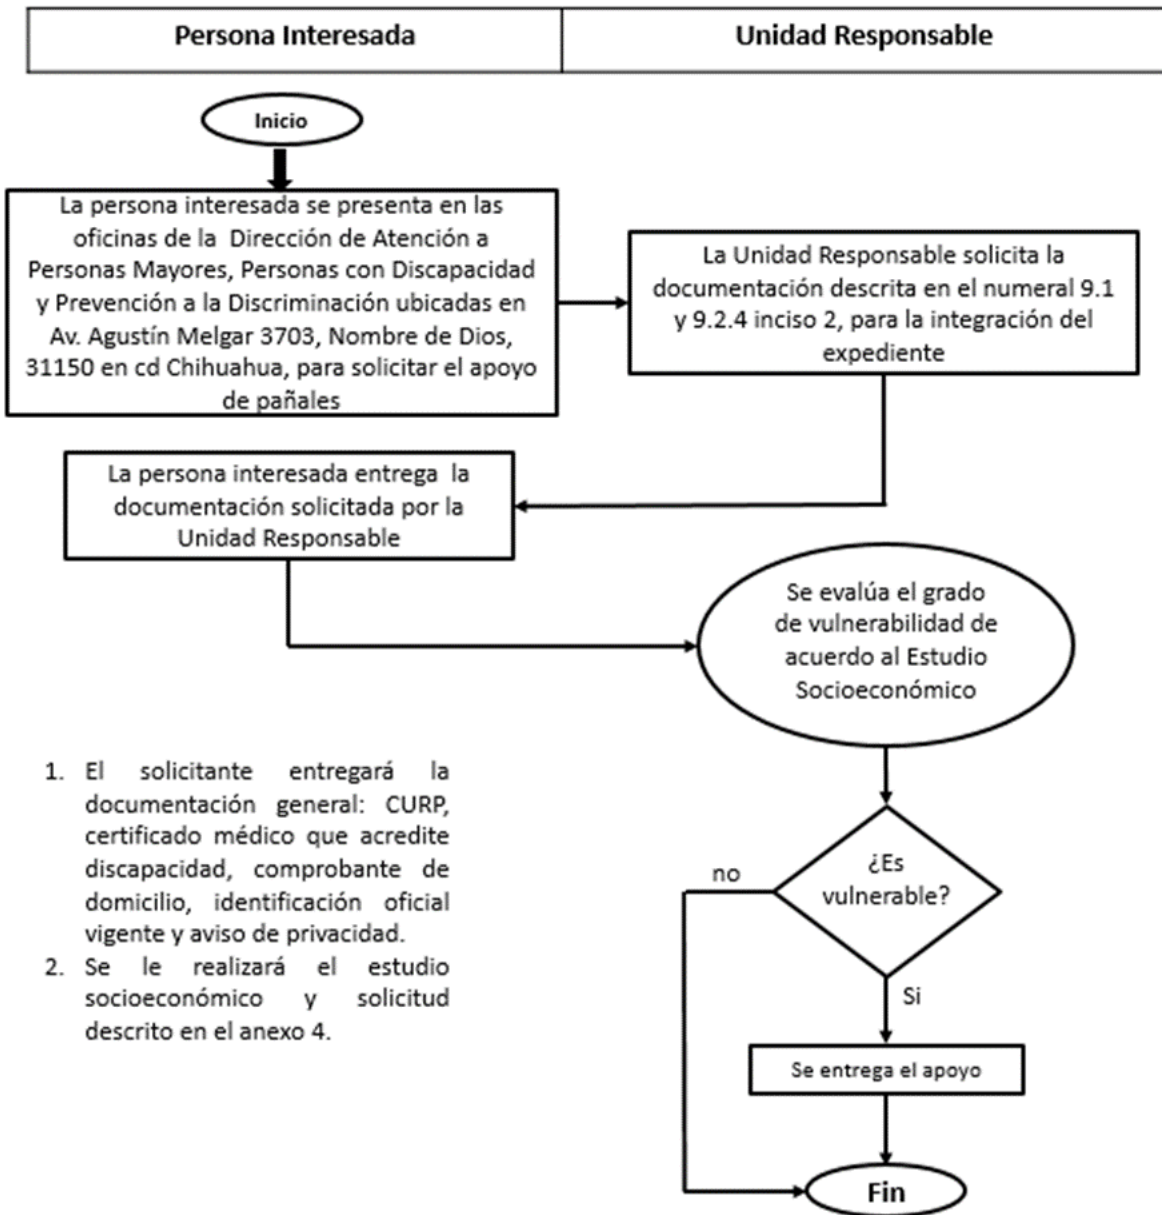 Persona Interesada
Unidad Responsable
Inicio
La persona interesada se presenta en las
oficinas de la Dirección de Atención a
Personas Mayores, Personas con Discapacidad
y Prevención a la Discriminación ubicadas en
Av. Agustín Melgar 3703, Nombre de Dios,
31150 en cd Chihuahua, para solicitar el apoyo
de pañales
La Unidad Responsable solicita la
documentación descrita en el numeral 9.1
y 9.2.4 inciso 2, para la integración del
expediente
La persona interesada entrega la
documentación solicitada por la
Unidad Responsable
Se evalúa el grado
de vulnerabilidad de
acuerdo al Estudio
Socioeconómico
1. El solicitante entregará la
documentación general: CURP,
certificado médico que acredite
discapacidad, comprobante de
domicilio, identificación oficial
vigente y aviso de privacidad.
2. Se le realizará el estudio
socioeconómico y solicitud
descrito en el anexo 4.
¿Es
vulnerable?
no
Si
Se entrega el apoyo
Fin